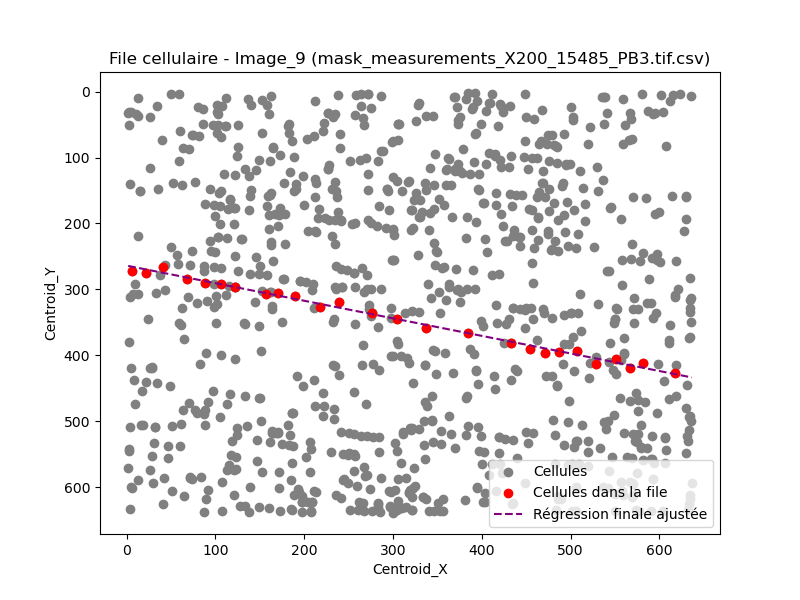 File cellulaire - Image_9 (mask_measurements_X200_15485_PB3.tif.csv)
0
100
200
300
400
500
600
Centroid_Y
Cellules
Cellules dans la file
Régression finale ajustée
0 100 200 300 400 500 600
Centroid_X